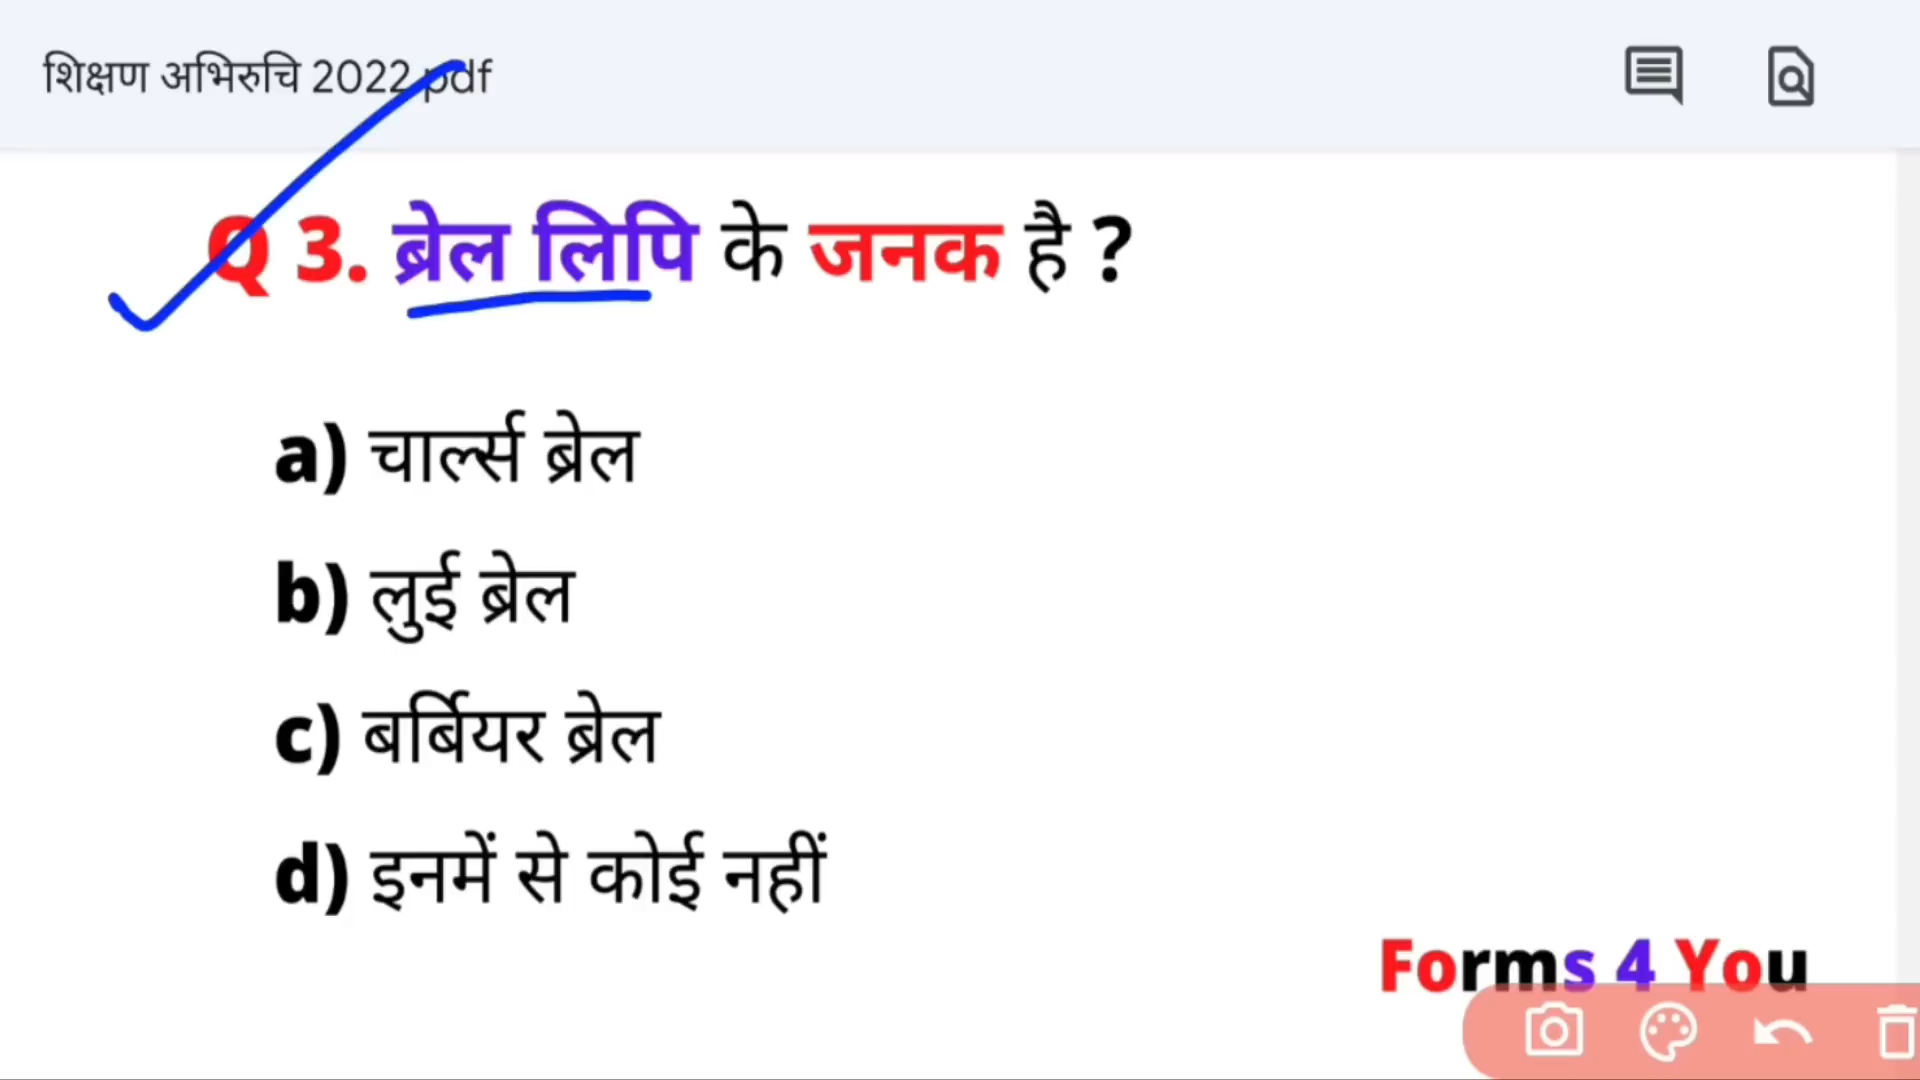 शिक्षण अभिरुचि 2022.pdf
Q 3. ब्रेल लिपि के जनक है ?
a) चार्ल्स ब्रेल
b) लुई ब्रेल
c) बर्बियर ब्रेल
d) इनमें से कोई नहीं
Forms 4 You